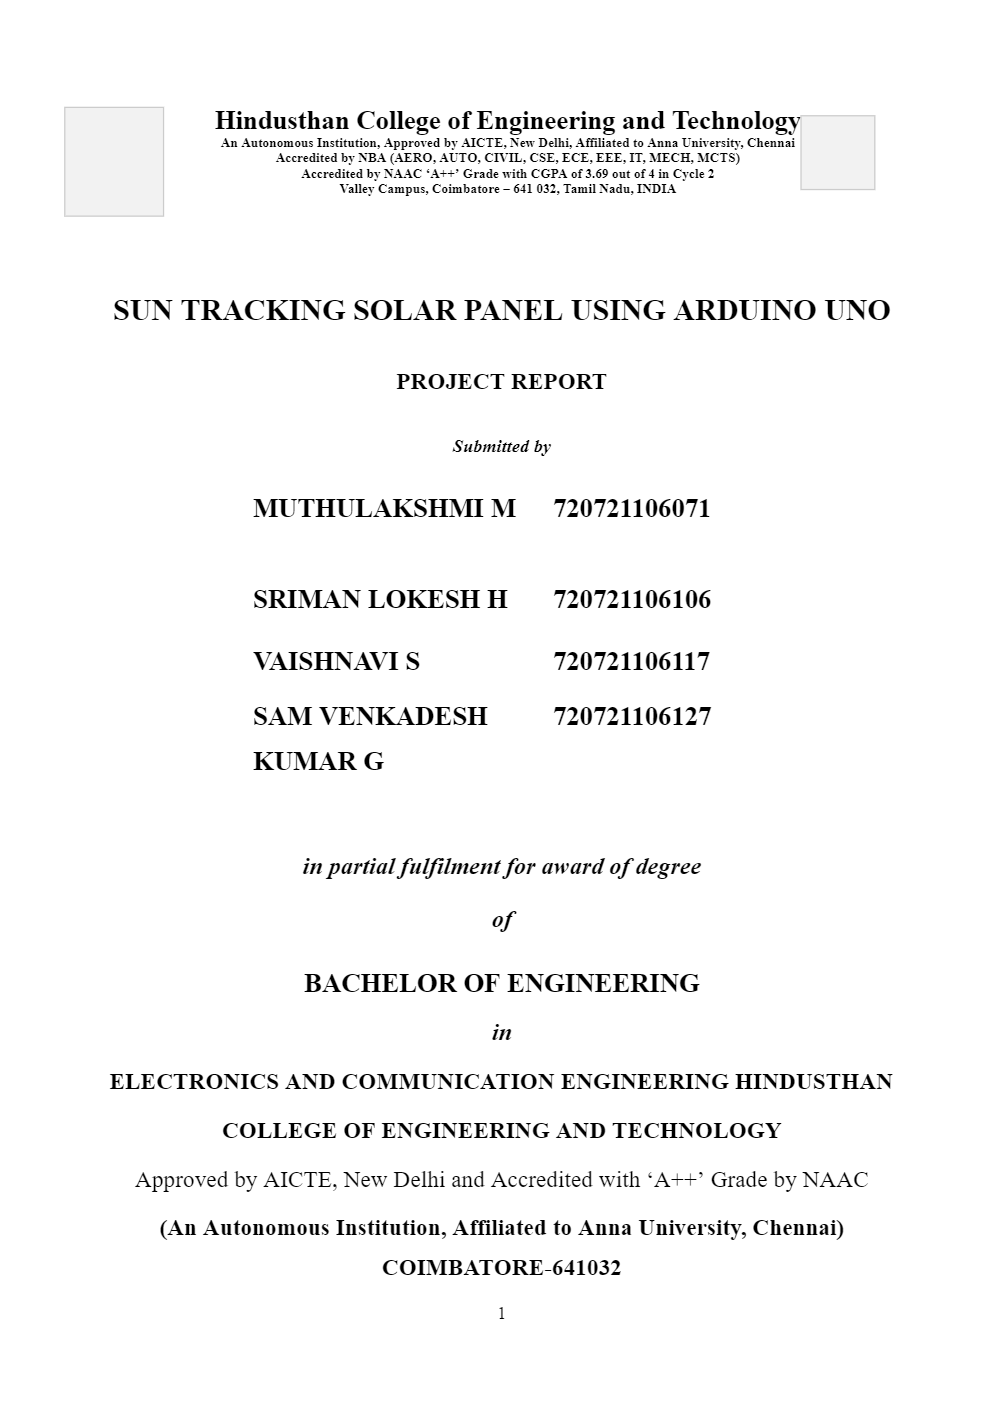 Hindusthan College of Engineering and Technology
An Autonomous Institution, Approved by AICTE, New Delhi, Affiliated to Anna University, Chennai
Accredited by NBA (AERO, AUTO, CIVIL, CSE, ECE, EEE, IT, MECH, MCTS)
Accredited by NAAC ‘A++’ Grade with CGPA of 3.69 out of 4 in Cycle 2
Valley Campus, Coimbatore – 641 032, Tamil Nadu, INDIA
SUN TRACKING SOLAR PANEL USING ARDUINO UNO
PROJECT REPORT
Submitted by
MUTHULAKSHMI M 720721106071
SRIMAN LOKESH H 720721106106
VAISHNAVI S 720721106117
SAM VENKADESH 720721106127
KUMAR G
in partial fulfilment for award of degree
of
BACHELOR OF ENGINEERING
in
ELECTRONICS AND COMMUNICATION ENGINEERING HINDUSTHAN
COLLEGE OF ENGINEERING AND TECHNOLOGY
Approved by AICTE, New Delhi and Accredited with ‘A++’ Grade by NAAC
(An Autonomous Institution, Affiliated to Anna University, Chennai)
COIMBATORE-641032
1